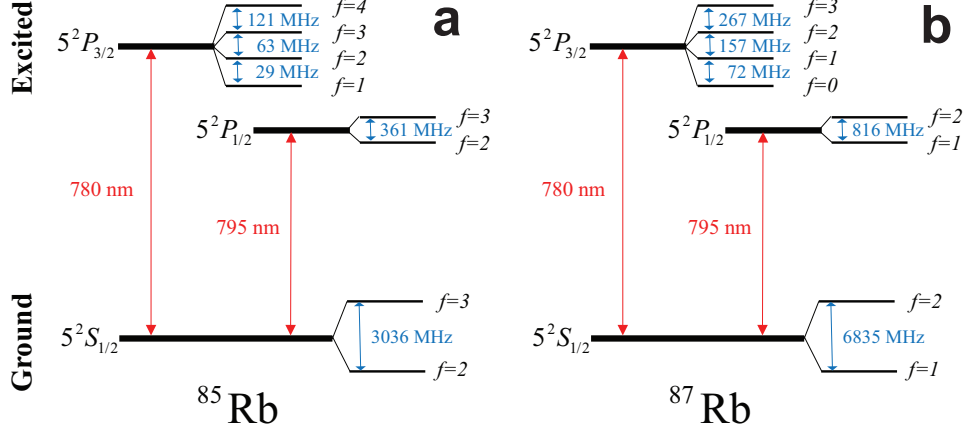 a
Excited
5²P₃/₂
f=4
121 MHz
f=3
63 MHz
f=2
29 MHz
f=1
5²P₁/₂
f=3
361 MHz
f=2
780 nm
795 nm
Ground
5²S₁/₂
f=3
3036 MHz
f=2
⁸⁵Rb
b
5²P₃/₂
f=3
267 MHz
f=2
157 MHz
f=1
72 MHz
f=0
5²P₁/₂
f=2
816 MHz
f=1
780 nm
795 nm
5²S₁/₂
f=2
6835 MHz
f=1
⁸⁷Rb